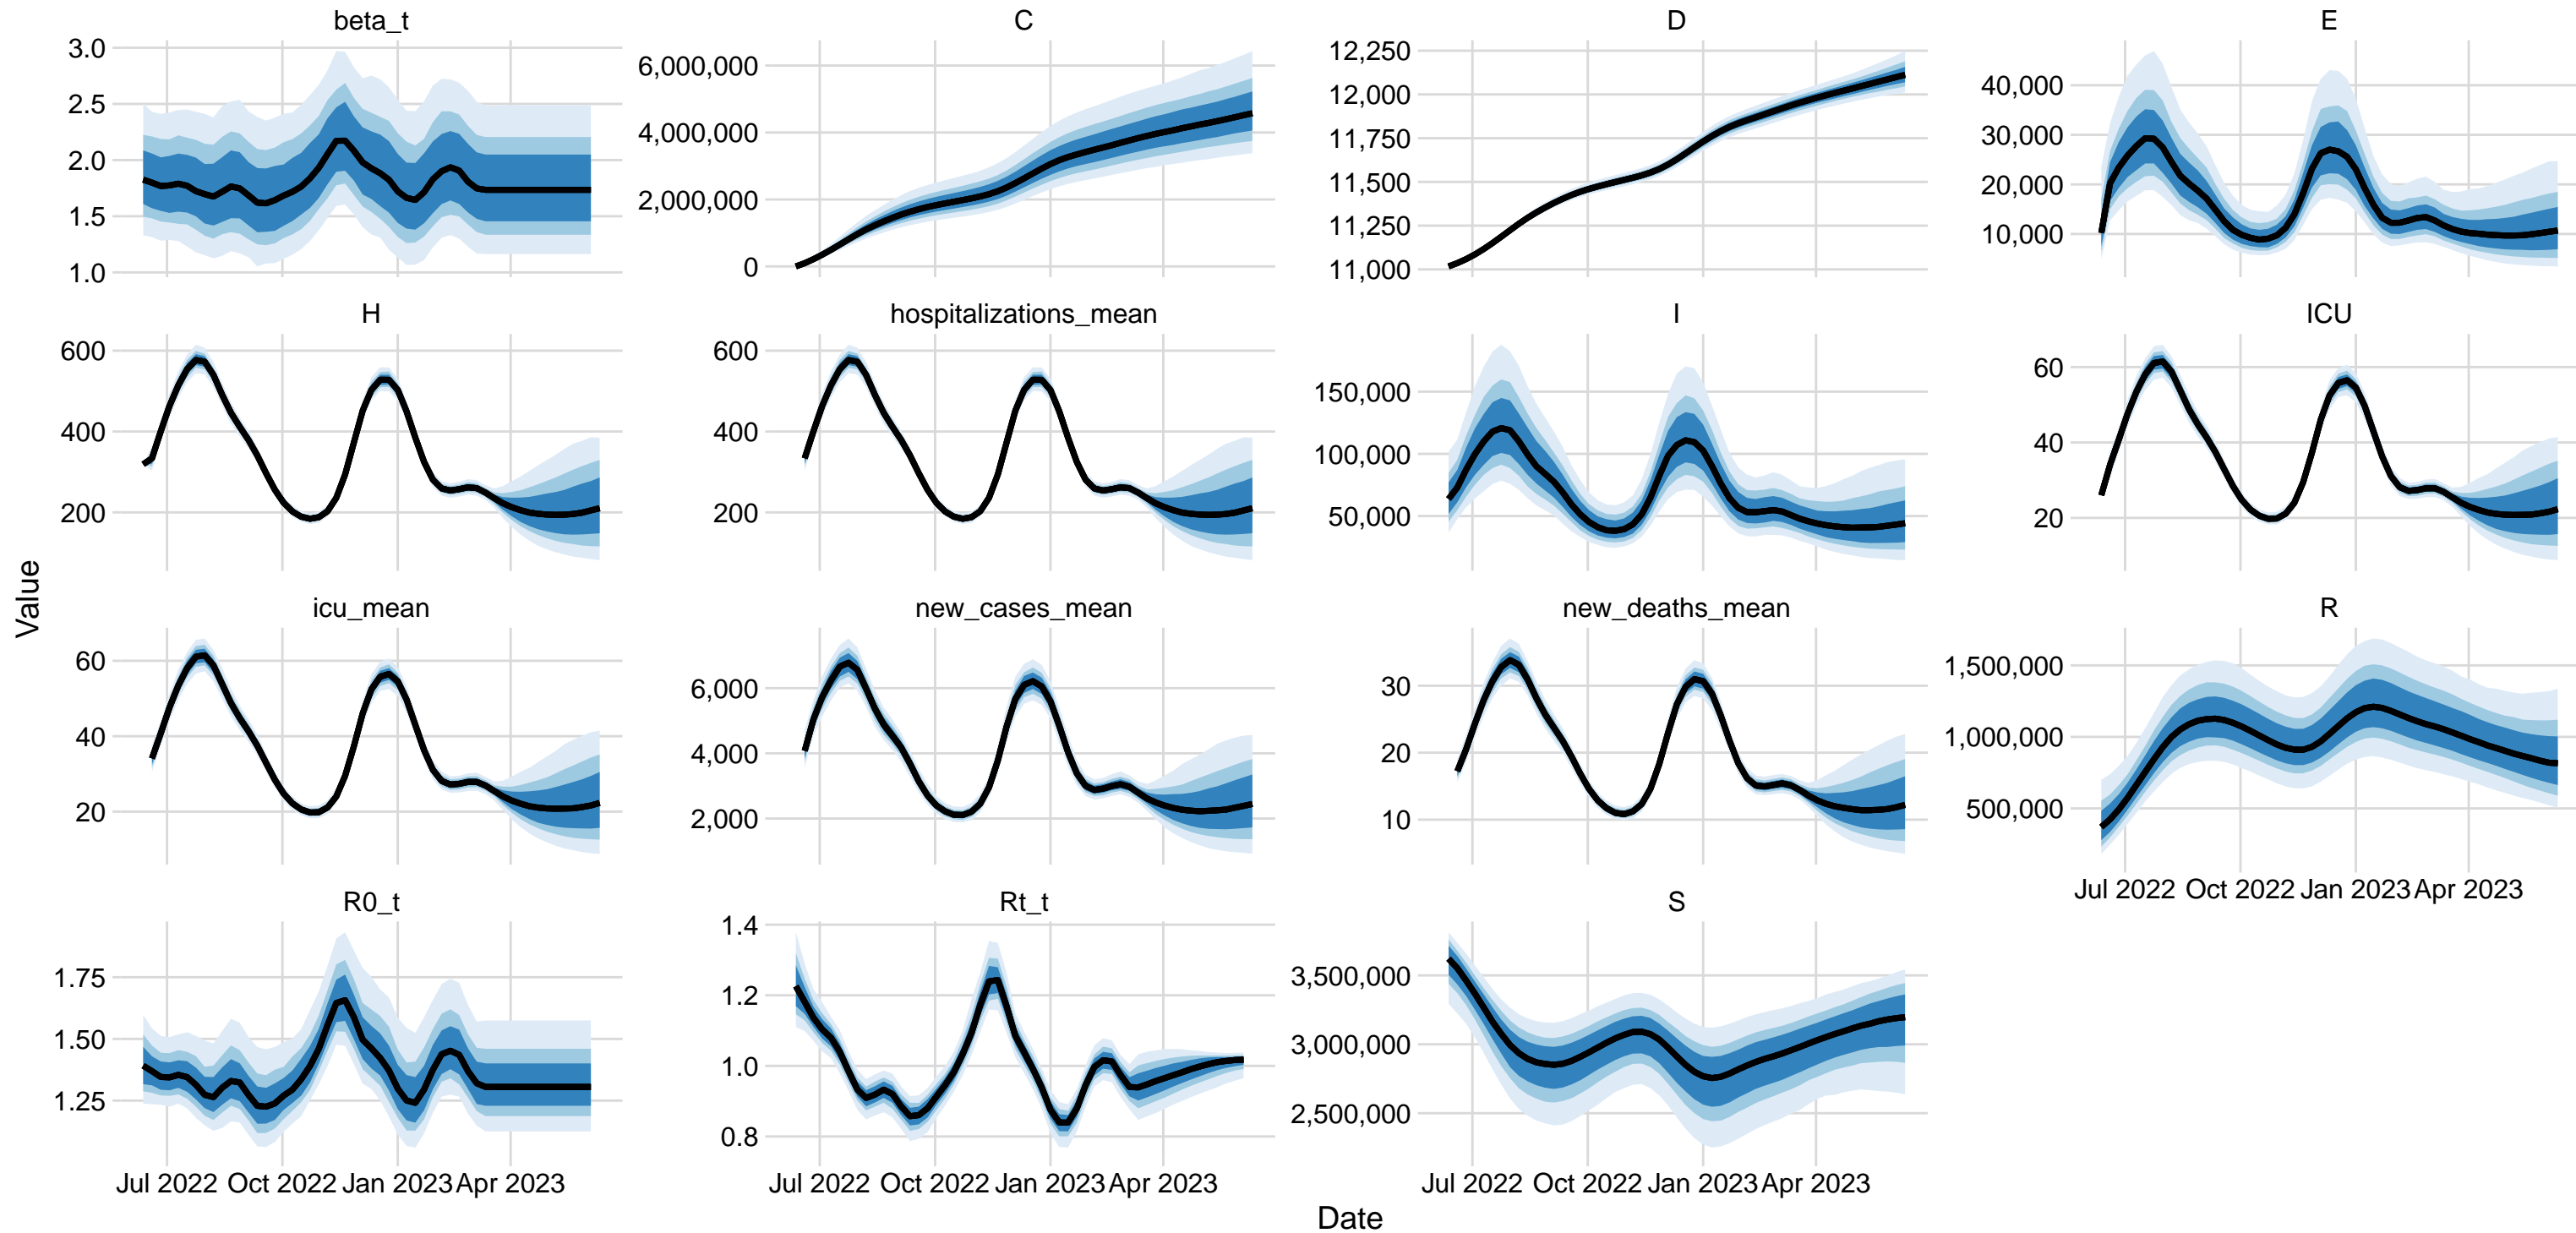 beta_t
C
D
E
3.0
2.5
2.0
1.5
1.0
6,000,000
4,000,000
2,000,000
0
12,250
12,000
11,750
11,500
11,250
11,000
40,000
30,000
20,000
10,000
H
hospitalizations_mean
I
ICU
600
400
200
600
400
200
150,000
100,000
50,000
60
40
20
Value
icu_mean
new_cases_mean
new_deaths_mean
R
60
40
20
6,000
4,000
2,000
30
20
10
1,500,000
1,000,000
500,000
Jul 2022 Oct 2022 Jan 2023 Apr 2023
R0_t
Rt_t
S
1.75
1.50
1.25
1.4
1.2
1.0
0.8
3,500,000
3,000,000
2,500,000
Jul 2022 Oct 2022 Jan 2023 Apr 2023
Jul 2022 Oct 2022 Jan 2023 Apr 2023
Jul 2022 Oct 2022 Jan 2023 Apr 2023
Date